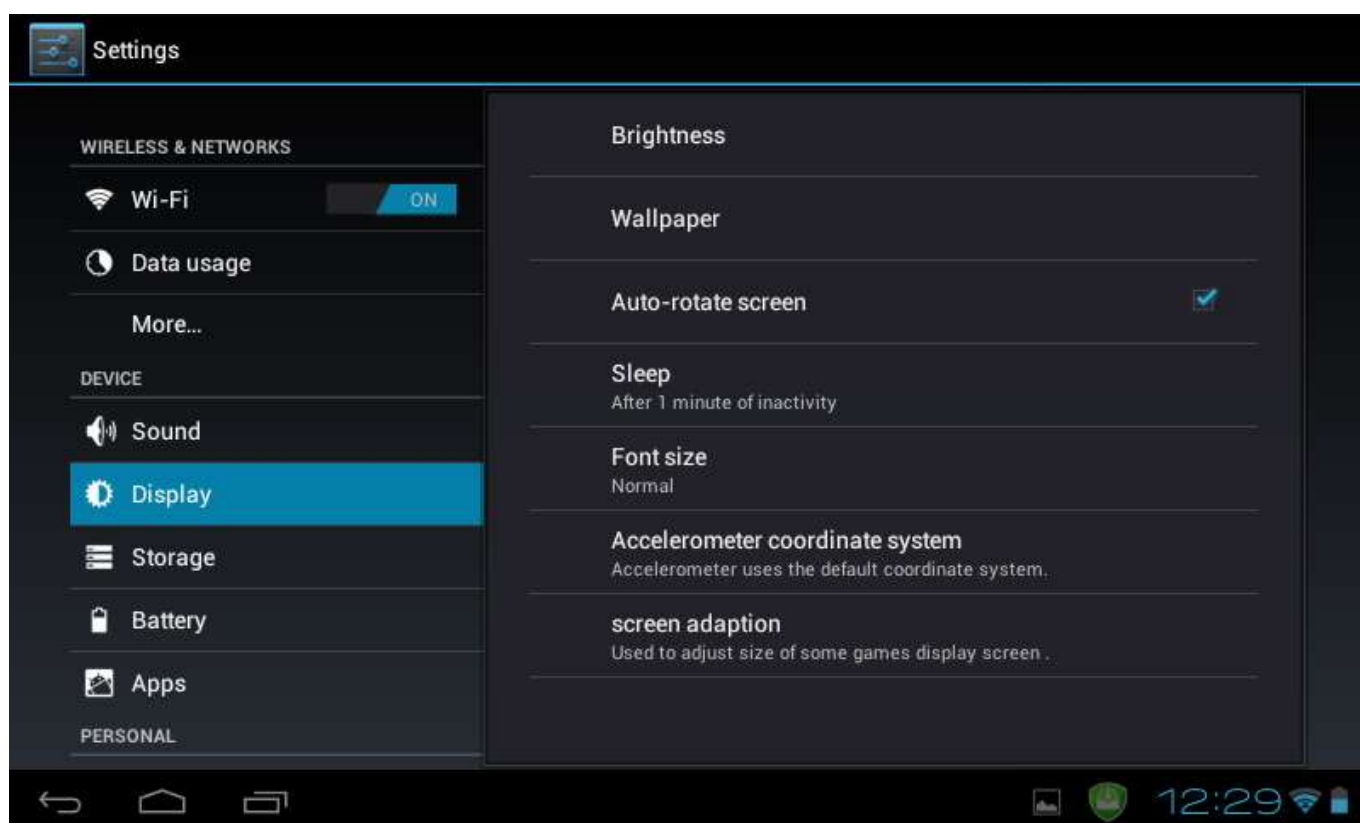 Settings
WIRELESS & NETWORKS
Wi-Fi ON
Data usage
More...
DEVICE
Sound
Display
Storage
Battery
Apps
PERSONAL
Brightness
Wallpaper
Auto-rotate screen
Sleep
After 1 minute of inactivity
Font size
Normal
Accelerometer coordinate system
Accelerometer uses the default coordinate system.
screen adaption
Used to adjust size of some games display screen .
12:29